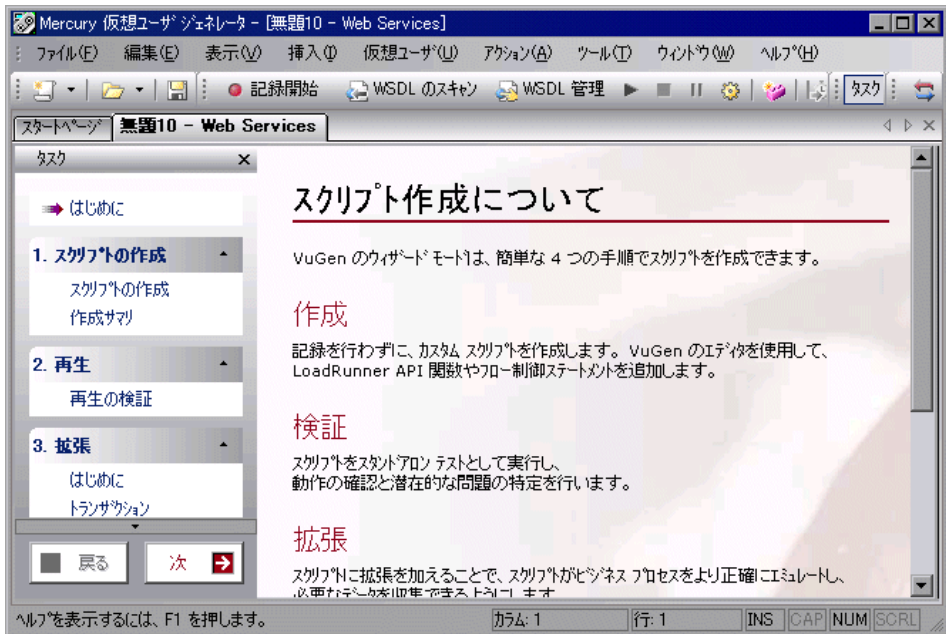 Mercury 仮想ユーザ ジェネレータ - [無題10 - Web Services]
ファイル(F) 編集(E) 表示(V) 挿入(I) 仮想ユーザ(U) アクション(A) ツール(T) ウィンドウ(W) ヘルプ(H)
記録開始 WSDL のスキャン WSDL 管理 タスク
スタートページ 無題10 - Web Services
タスク
はじめに
1. スクリプトの作成
スクリプトの作成
作成サマリ
2. 再生
再生の検証
3. 拡張
はじめに
トランザクション
戻る 次
スクリプト作成について
VuGen のウィザード モードは、簡単な 4 つの手順でスクリプトを作成できます。
作成
記録を行わずに、カスタム スクリプトを作成します。 VuGen のエディタを使用して、
LoadRunner API 関数やフロー制御ステートメントを追加します。
検証
スクリプトをスタンドアロン テストとして実行し、
動作の確認と潜在的な問題の特定を行います。
拡張
スクリプトに拡張を加えることで、スクリプトがビジネス プロセスをより正確にエミュレートし、
必要なデータを収集できるようにします
ヘルプを表示するには、F1 を押します。 カラム: 1 行: 1 INS CAP NUM SCRL